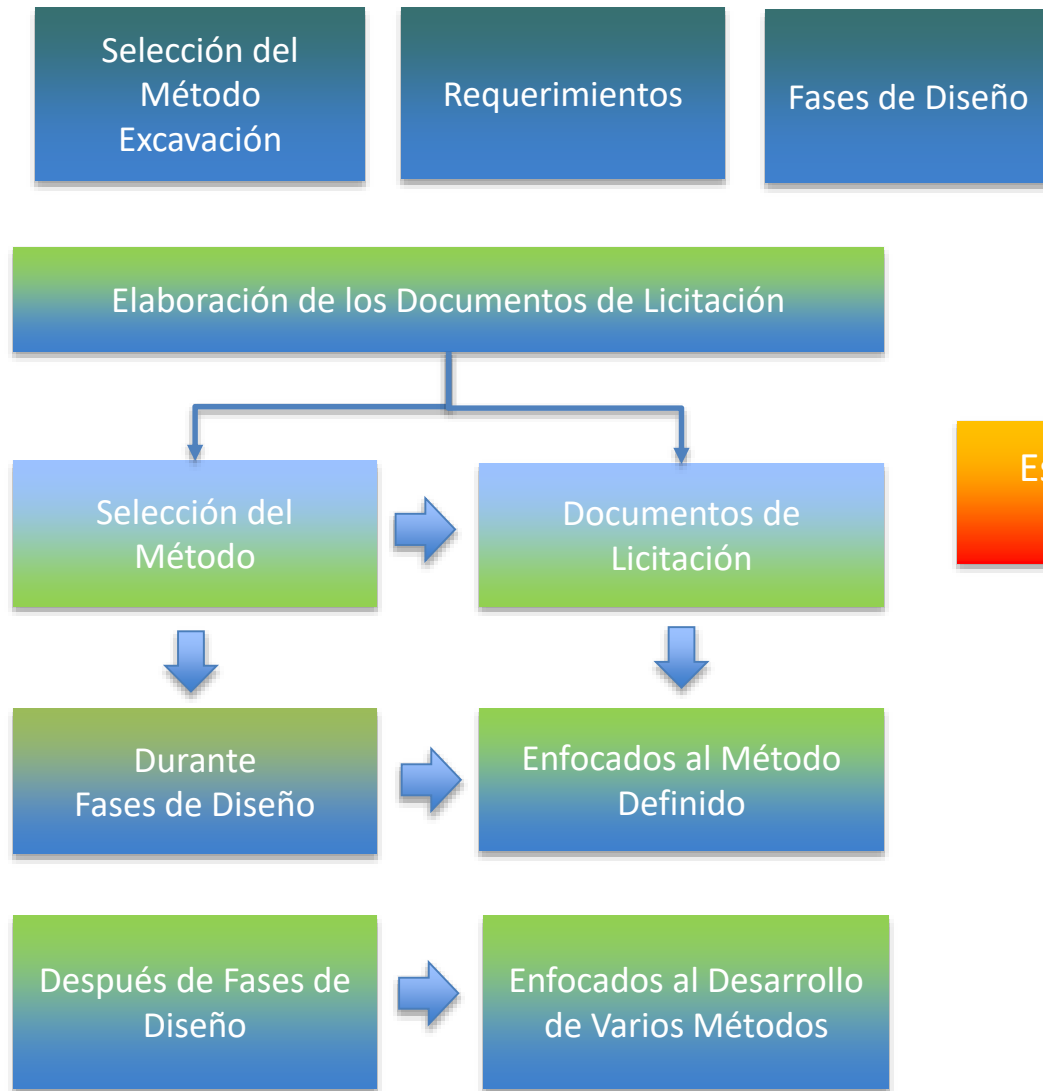 Selección del
Método
Excavación
Requerimientos
Fases de Diseño
Elaboración de los Documentos de Licitación
Selección del
Método
Documentos de
Licitación
Es
Durante
Fases de Diseño
Enfocados al Método
Definido
Después de Fases de
Diseño
Enfocados al Desarrollo
de Varios Métodos